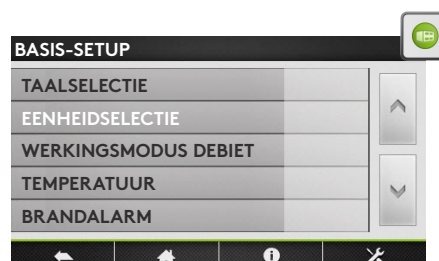 BASIS-SETUP
TAALSELECTIE
EENHEIDSELECTIE
WERKINGSMODUS DEBIET
TEMPERATUUR
BRANDALARM